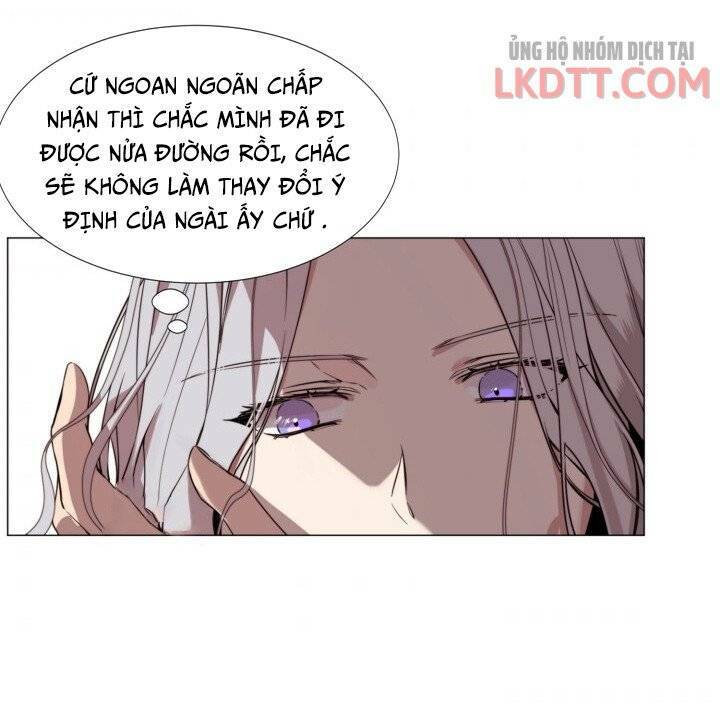 ỦNG HỘ NHÓM DỊCH TẠI
LKDTT.COM
CỨ NGOAN NGOÃN CHẤP
NHẬN THÌ CHẮC MÌNH ĐÃ ĐI
ĐƯỢC NỬA ĐƯỜNG RỒI, CHẮC
SẼ KHÔNG LÀM THAY ĐỔI Ý
ĐỊNH CỦA NGÀI ẤY CHỨ .